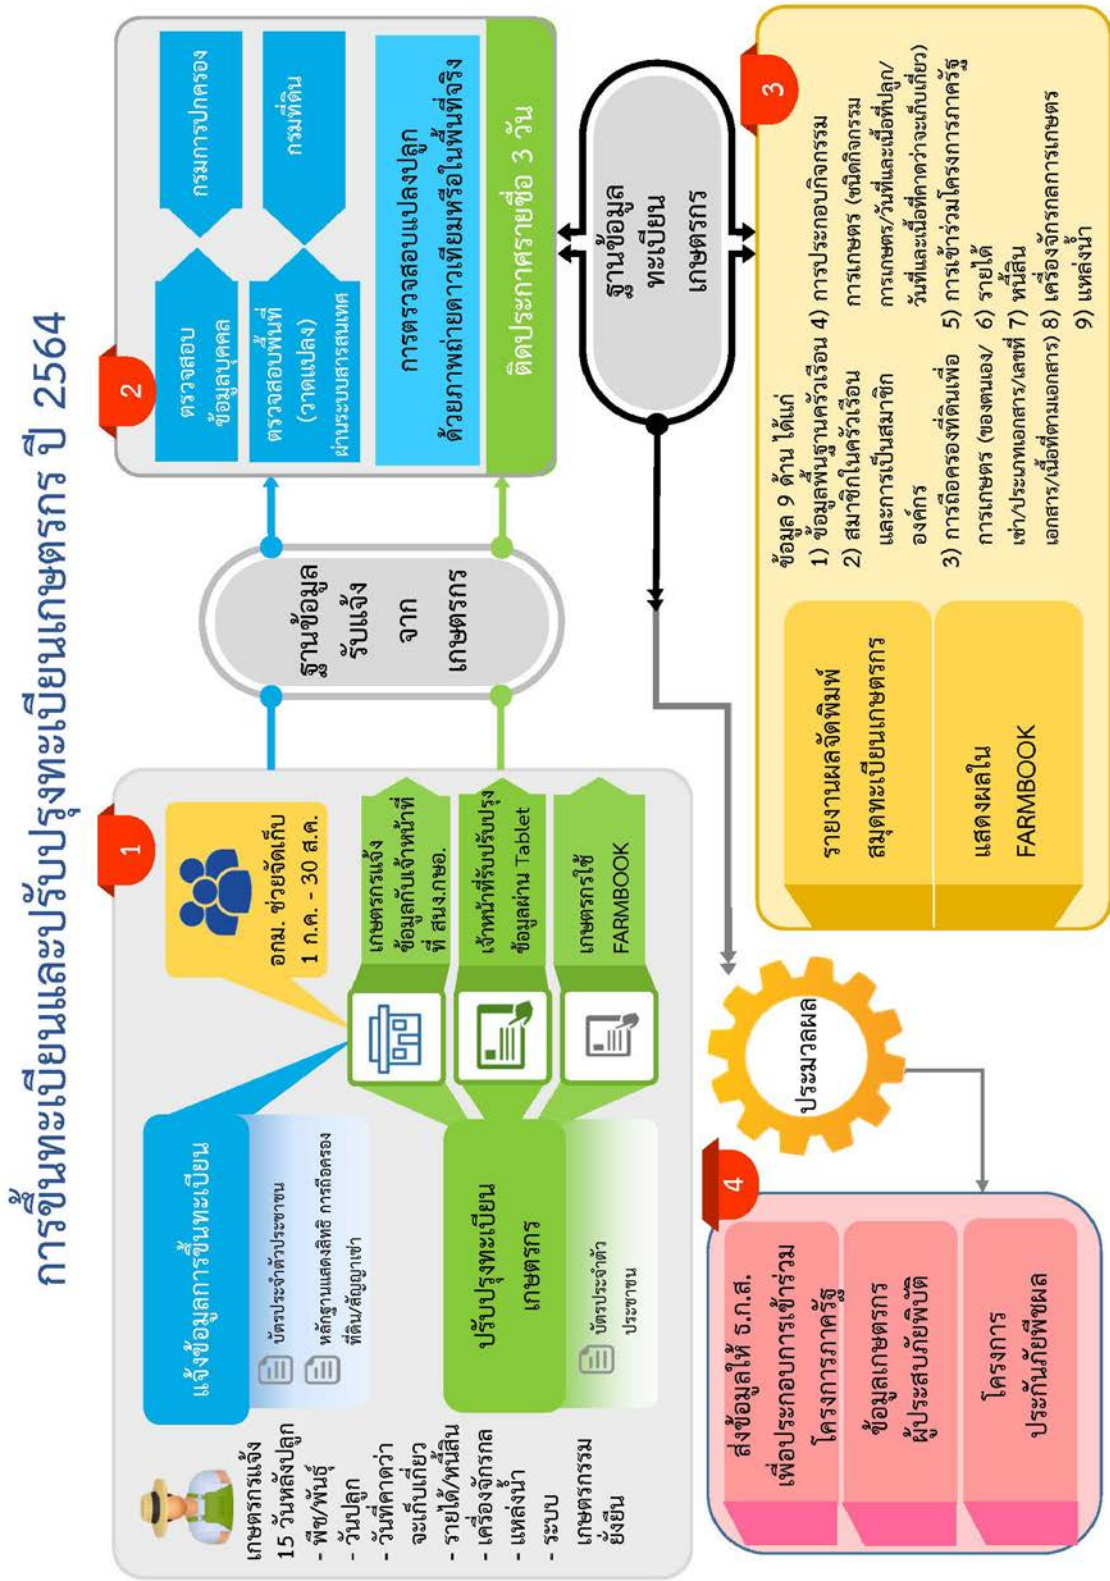 การขึ้นทะเบียนและปรับปรุงทะเบียนเกษตรกร ปี 2564
1
เกษตรกรแจ้ง
15 วันหลังปลูก
- พืช/พันธุ์
- วันปลูก
- วันที่คาดว่า
จะเก็บเกี่ยว
- รายได้/หนี้สิน
- เครื่องจักรกล
- แหล่งน้ำ
- ระบบ
เกษตรกรรม
ยั่งยืน
แจ้งข้อมูลการขึ้นทะเบียน
บัตรประจำตัวประชาชน
หลักฐานแสดงสิทธิ การถือครอง
ที่ดิน/สัญญาเช่า
ปรับปรุงทะเบียน
เกษตรกร
บัตรประจำตัว
ประชาชน
อกม. ช่วยจัดเก็บ
1 ก.ค. - 30 ส.ค.
เกษตรกรแจ้ง
ข้อมูลกับเจ้าหน้าที่
ที่ สนง.กษอ.
เจ้าหน้าที่รับปรับปรุง
ข้อมูลผ่าน Tablet
เกษตรกรใช้
FARMBOOK
ฐานข้อมูล
รับแจ้ง
จาก
เกษตรกร
2
ตรวจสอบ
ข้อมูลบุคคล
กรมการปกครอง
ตรวจสอบพื้นที่
(วาดแปลง)
ผ่านระบบสารสนเทศ
กรมที่ดิน
การตรวจสอบแปลงปลูก
ด้วยภาพถ่ายดาวเทียมหรือในพื้นที่จริง
ติดประกาศรายชื่อ 3 วัน
ฐานข้อมูล
ทะเบียน
เกษตรกร
3
รายงานผลจัดพิมพ์
สมุดทะเบียนเกษตรกร
แสดงผลใน
FARMBOOK
ข้อมูล 9 ด้าน ได้แก่
1) ข้อมูลพื้นฐานครัวเรือน
2) สมาชิกในครัวเรือน
และการเป็นสมาชิก
องค์กร
3) การถือครองที่ดินเพื่อ
การเกษตร (ของตนเอง/
เช่า/ประเภทเอกสาร/เลขที่
เอกสาร/เนื้อที่ตามเอกสาร)
4) การประกอบกิจกรรม
การเกษตร (ชนิดกิจกรรม
การเกษตร/วันที่และเนื้อที่ปลูก/
วันที่และเนื้อที่คาดว่าจะเก็บเกี่ยว)
5) การเข้าร่วมโครงการภาครัฐ
6) รายได้
7) หนี้สิน
8) เครื่องจักรกลการเกษตร
9) แหล่งน้ำ
ประมวลผล
4
ส่งข้อมูลให้ ธ.ก.ส.
เพื่อประกอบการเข้าร่วม
โครงการภาครัฐ
ข้อมูลเกษตรกร
ผู้ประสบภัยพิบัติ
โครงการ
ประกันภัยพืชผล